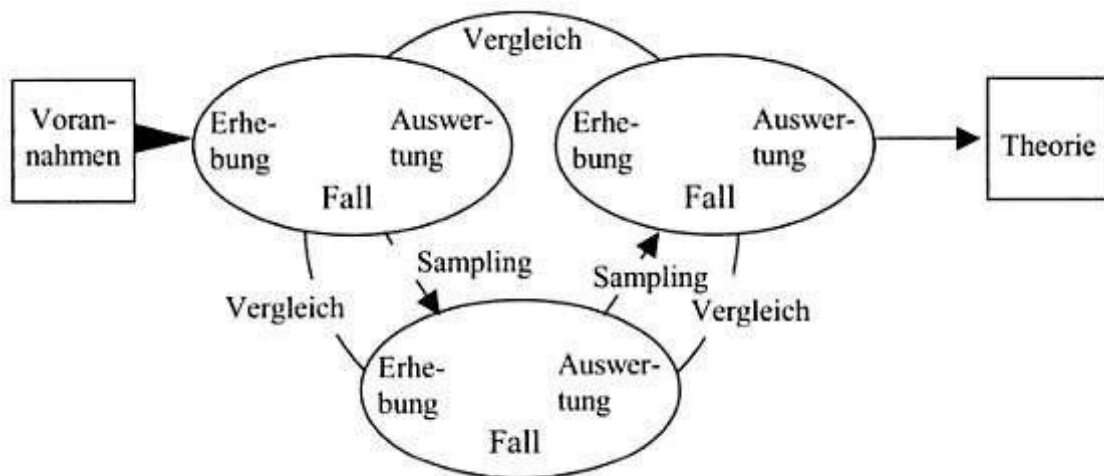 Vergleich
Voran-
nahmen
Erhe-
bung
Auswer-
tung
Fall
Erhe-
bung
Auswer-
tung
Fall
Theorie
Sampling
Sampling
Vergleich
Vergleich
Erhe-
bung
Auswer-
tung
Fall